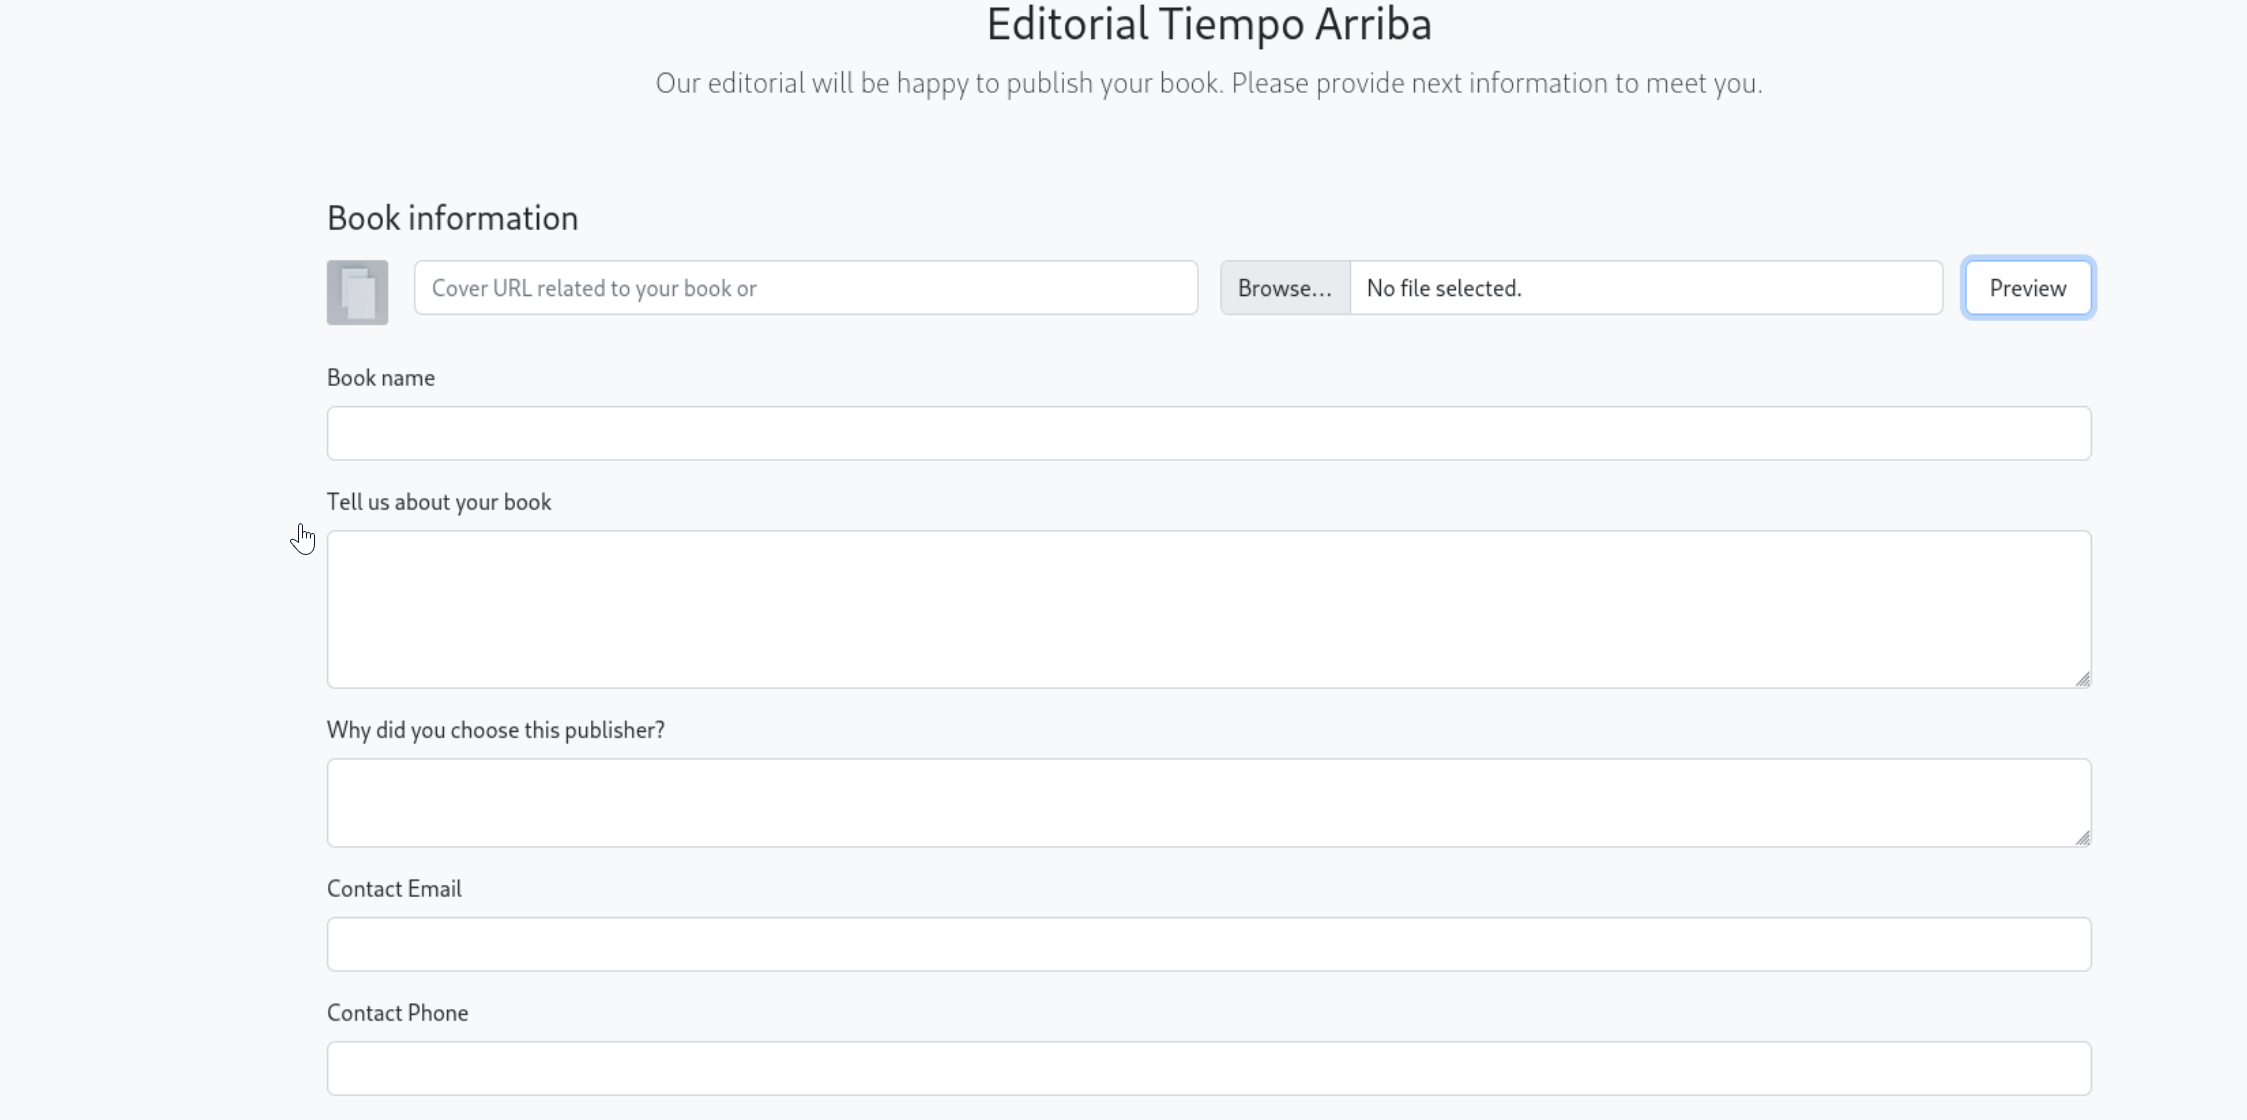 Editorial Tiempo Arriba
Our editorial will be happy to publish your book. Please provide next information to meet you.
Book information
Cover URL related to your book or
Browse...
No file selected.
Preview
Book name
Tell us about your book
Why did you choose this publisher?
Contact Email
Contact Phone